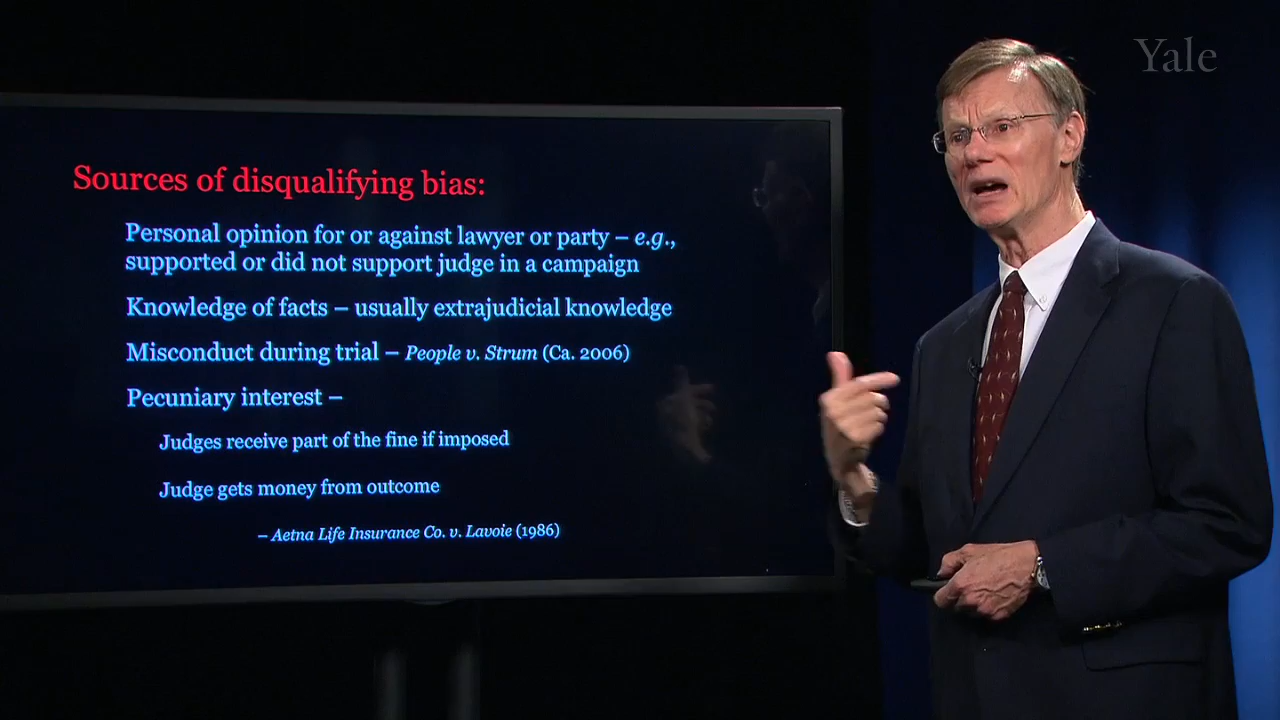 Yale
Sources of disqualifying bias:
Personal opinion for or against lawyer or party – e.g.,
supported or did not support judge in a campaign
Knowledge of facts – usually extrajudicial knowledge
Misconduct during trial – People v. Strum (Ca. 2006)
Pecuniary interest –
Judges receive part of the fine if imposed
Judge gets money from outcome
– Aetna Life Insurance Co. v. Lavoie (1986)